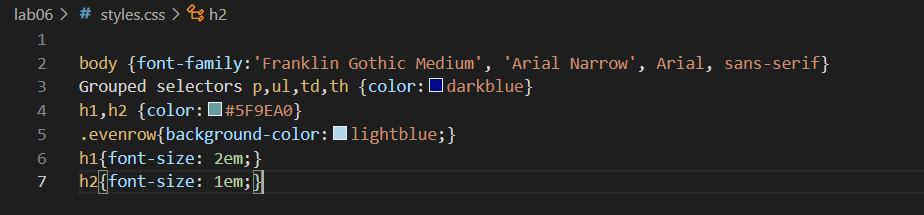 lab06 > # styles.css > h2
1
2 body {font-family:'Franklin Gothic Medium', 'Arial Narrow', Arial, sans-serif}
3 Grouped selectors p,ul,td,th {color:darkblue}
4 h1,h2 {color:#5F9EA0}
5 .evenrow{background-color:lightblue;}
6 h1{font-size: 2em;}
7 h2{font-size: 1em;}